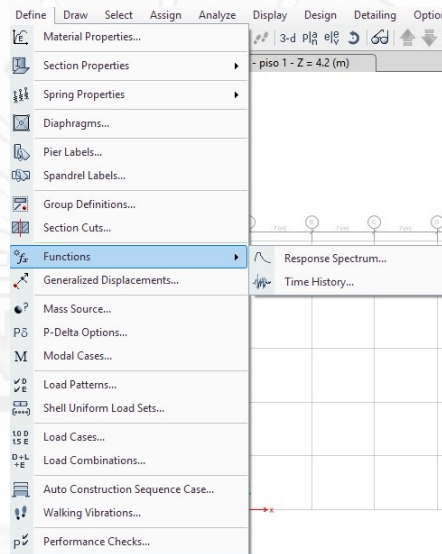 Define Draw Select Assign Analyze Display Design Detailing Option
Material Properties...
3-d
- piso 1 - Z = 4.2 (m)
Section Properties
Spring Properties
Diaphragms...
Pier Labels...
Spandrel Labels...
Group Definitions...
Section Cuts...
Functions
Response Spectrum...
Generalized Displacements...
Time History...
Mass Source...
Pδ P-Delta Options...
M Modal Cases...
Load Patterns...
Shell Uniform Load Sets...
Load Cases...
D+L +E Load Combinations...
Auto Construction Sequence Case...
x
Walking Vibrations...
Performance Checks...